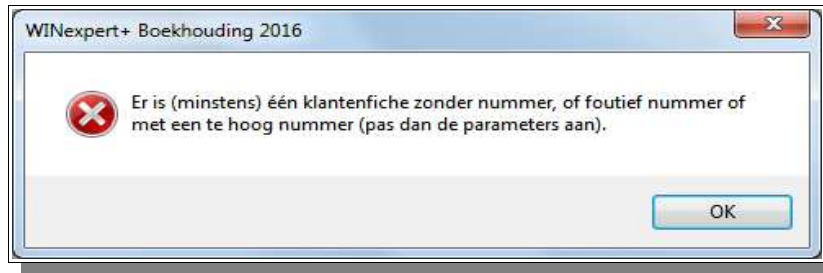 WINexpert+ Boekhouding 2016
Er is (minstens) één klantenfiche zonder nummer, of foutief nummer of
met een te hoog nummer (pas dan de parameters aan).
OK